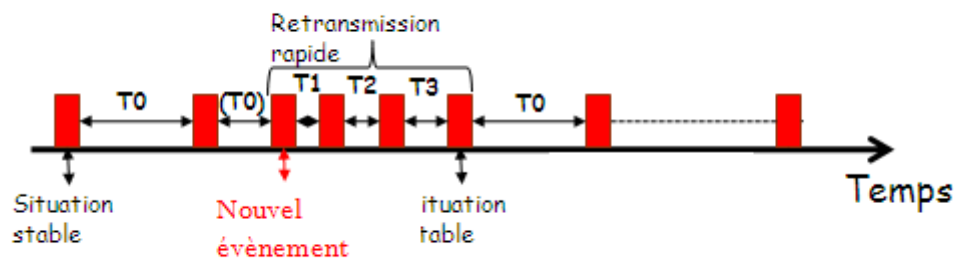 Retransmission
rapide
T0
(T0)
T1
T2
T3
T0
Temps
Situation
stable
Nouvel
évènement
ituation
table